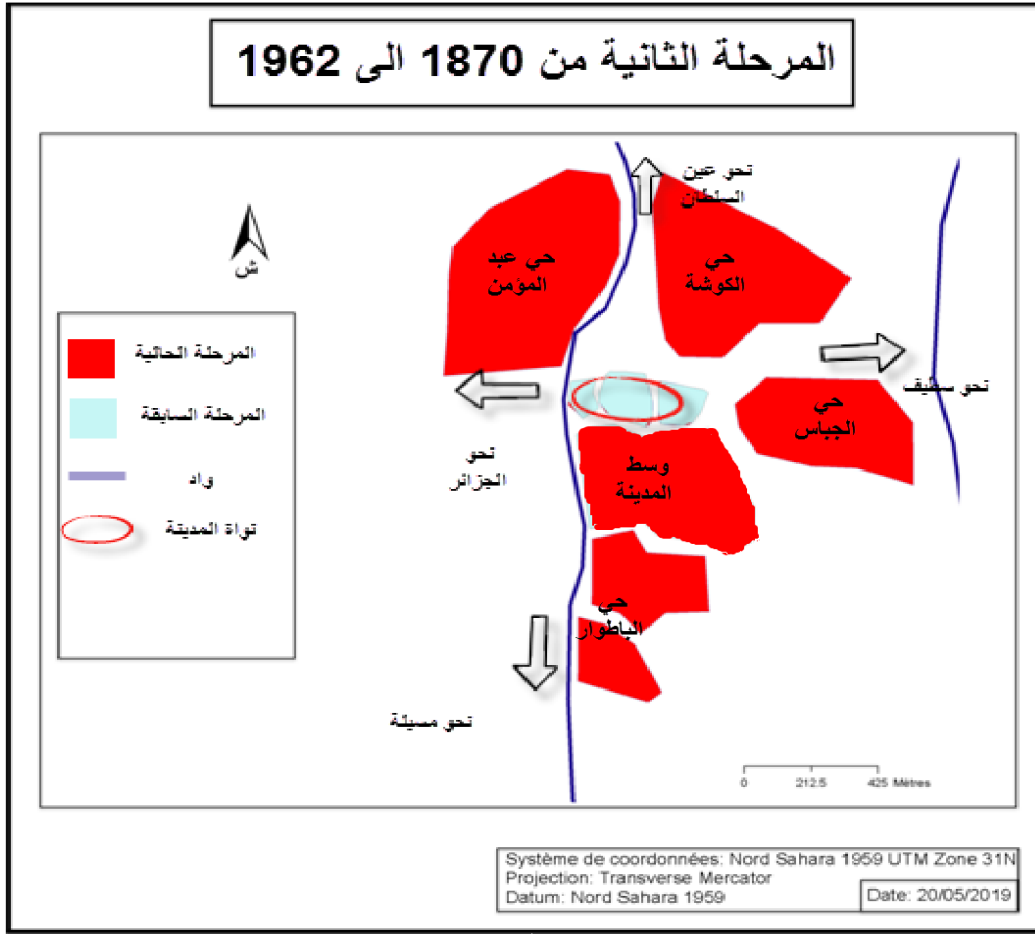 المرحلة الثانية من 1870 الى 1962
نحو عين
السلطان
حي عبد
المؤمن
حي
الكوشة
ش
المرحلة الحالية
المرحلة السابقة
واد
نواة المدينة
نحو سطيف
حي
الجباس
نحو
الجزائر
وسط
المدينة
حي
الباطوار
نحو مسيلة
0 212.5 425 Mètres
Système de coordonnées: Nord Sahara 1959 UTM Zone 31N
Projection: Transverse Mercator
Datum: Nord Sahara 1959
Date: 20/05/2019